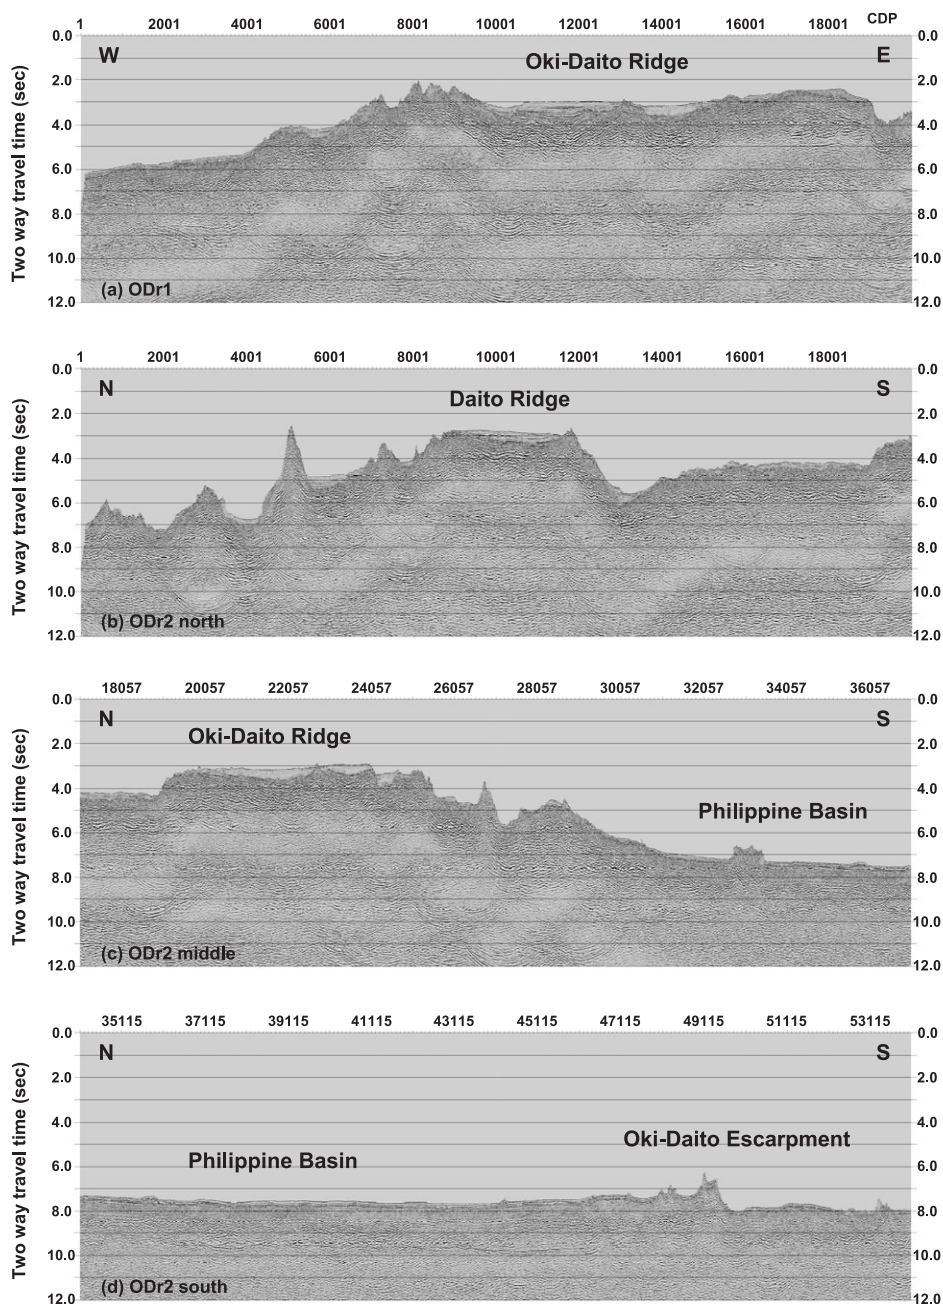 1 2001 4001 6001 8001 10001 12001 14001 16001 18001 CDP
0.0 0.0
W E
Oki-Daito Ridge
2.0 2.0
4.0 4.0
6.0 6.0
8.0 8.0
10.0 10.0
12.0 12.0
Two way travel time (sec)
(a) ODr1
1 2001 4001 6001 8001 10001 12001 14001 16001 18001
0.0 0.0
N S
Daito Ridge
2.0 2.0
4.0 4.0
6.0 6.0
8.0 8.0
10.0 10.0
12.0 12.0
Two way travel time (sec)
(b) ODr2 north
18057 20057 22057 24057 26057 28057 30057 32057 34057 36057
0.0 0.0
N S
Oki-Daito Ridge
2.0 2.0
4.0 4.0
Philippine Basin
6.0 6.0
8.0 8.0
10.0 10.0
12.0 12.0
Two way travel time (sec)
(c) ODr2 middle
35115 37115 39115 41115 43115 45115 47115 49115 51115 53115
0.0 0.0
N S
2.0 2.0
4.0 4.0
Oki-Daito Escarpment
Philippine Basin
6.0 6.0
8.0 8.0
10.0 10.0
12.0 12.0
Two way travel time (sec)
(d) ODr2 south